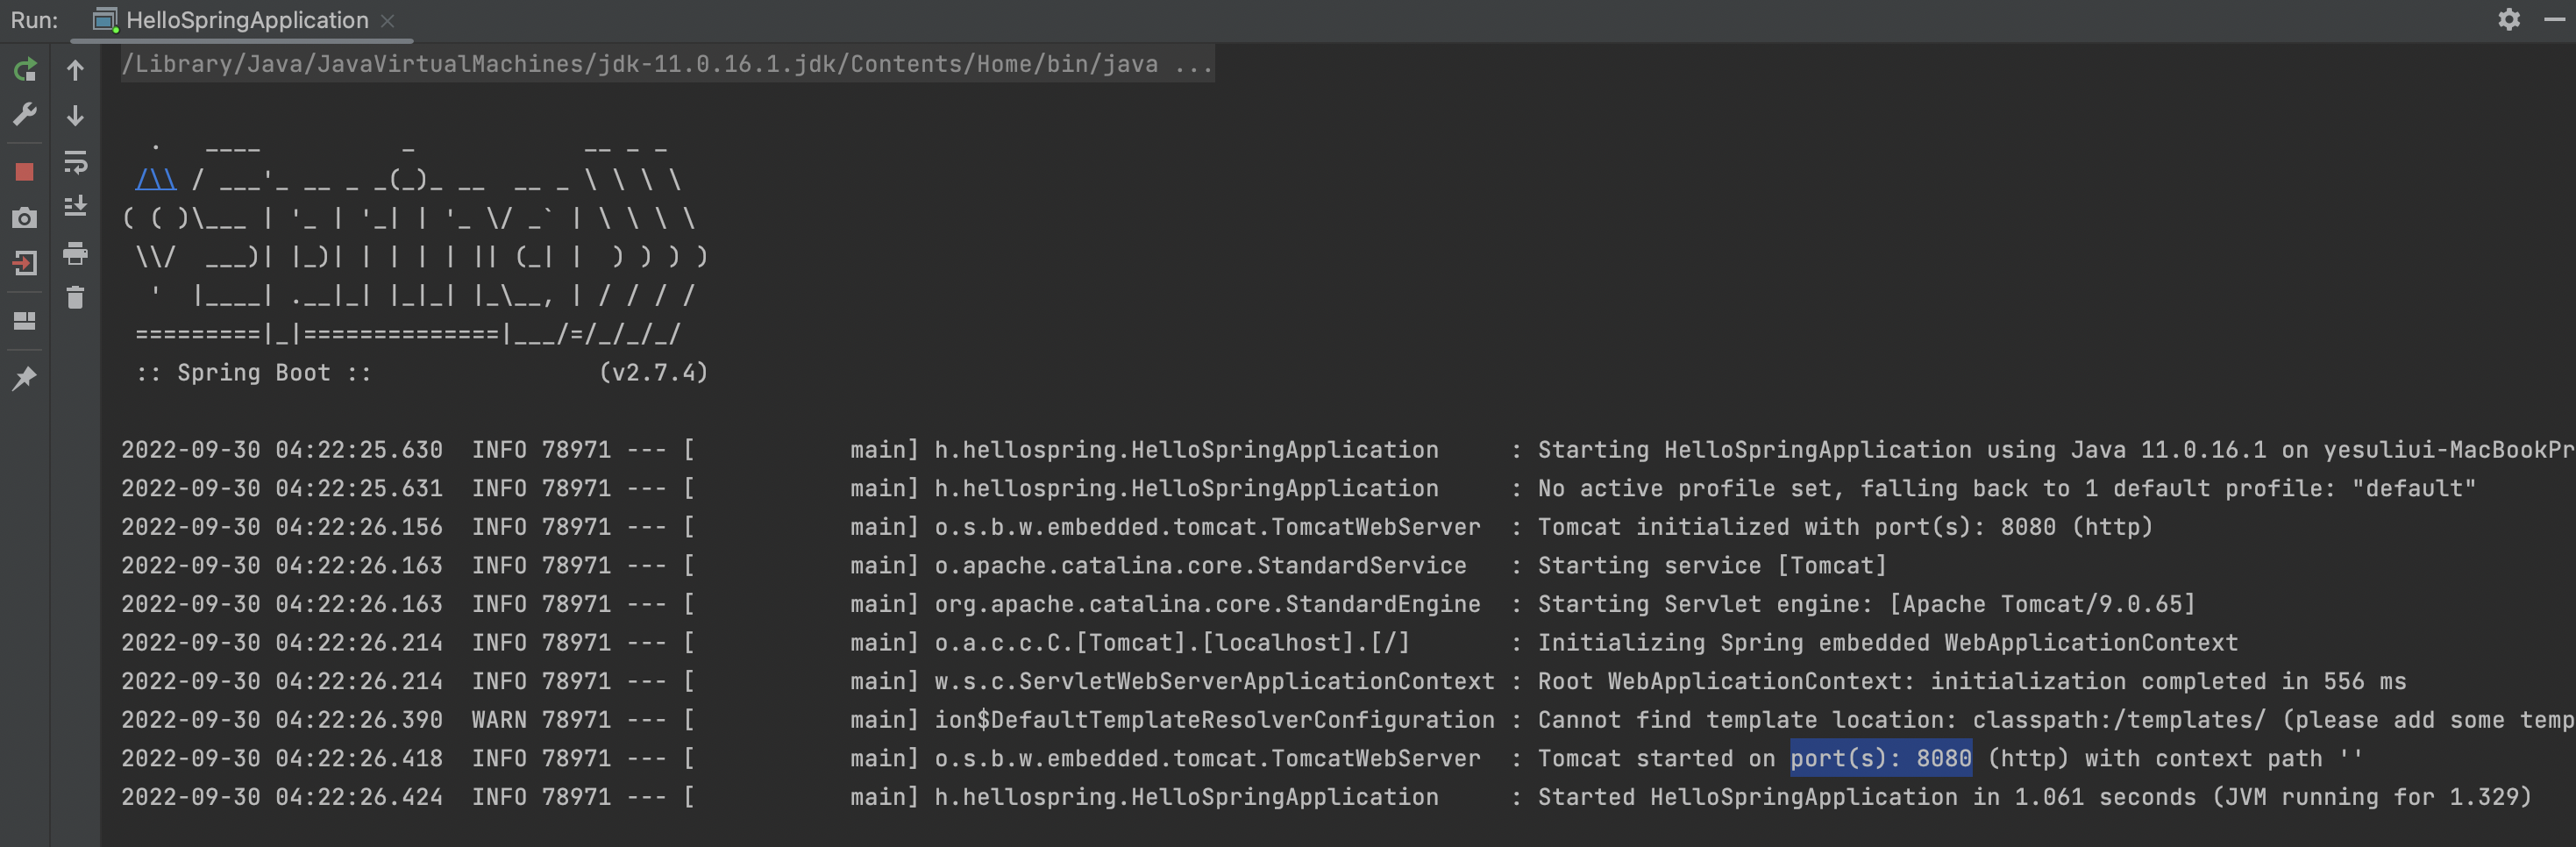 Run: HelloSpringApplication
/Library/Java/JavaVirtualMachines/jdk-11.0.16.1.jdk/Contents/Home/bin/java ...
  .   ____          _            __ _ _
 /\\ / ___'_ __ _ _(_)_ __  __ _ \ \ \ \
( ( )\___ | '_ | '_| | '_ \/ _` | \ \ \ \
 \\/  ___)| |_)| | | | | || (_| |  ) ) ) )
  '  |____| .__|_| |_|_| |_\__, | / / / /
 =========|_|==============|___/=/_/_/_/
 :: Spring Boot ::                (v2.7.4)
2022-09-30 04:22:25.630  INFO 78971 --- [           main] h.hellospring.HelloSpringApplication     : Starting HelloSpringApplication using Java 11.0.16.1 on yesuliui-MacBookPr
2022-09-30 04:22:25.631  INFO 78971 --- [           main] h.hellospring.HelloSpringApplication     : No active profile set, falling back to 1 default profile: "default"
2022-09-30 04:22:26.156  INFO 78971 --- [           main] o.s.b.w.embedded.tomcat.TomcatWebServer  : Tomcat initialized with port(s): 8080 (http)
2022-09-30 04:22:26.163  INFO 78971 --- [           main] o.apache.catalina.core.StandardService   : Starting service [Tomcat]
2022-09-30 04:22:26.163  INFO 78971 --- [           main] org.apache.catalina.core.StandardEngine  : Starting Servlet engine: [Apache Tomcat/9.0.65]
2022-09-30 04:22:26.214  INFO 78971 --- [           main] o.a.c.c.C.[Tomcat].[localhost].[/]       : Initializing Spring embedded WebApplicationContext
2022-09-30 04:22:26.214  INFO 78971 --- [           main] w.s.c.ServletWebServerApplicationContext : Root WebApplicationContext: initialization completed in 556 ms
2022-09-30 04:22:26.390  WARN 78971 --- [           main] ion$DefaultTemplateResolverConfiguration : Cannot find template location: classpath:/templates/ (please add some temp
2022-09-30 04:22:26.418  INFO 78971 --- [           main] o.s.b.w.embedded.tomcat.TomcatWebServer  : Tomcat started on port(s): 8080 (http) with context path ''
2022-09-30 04:22:26.424  INFO 78971 --- [           main] h.hellospring.HelloSpringApplication     : Started HelloSpringApplication in 1.061 seconds (JVM running for 1.329)